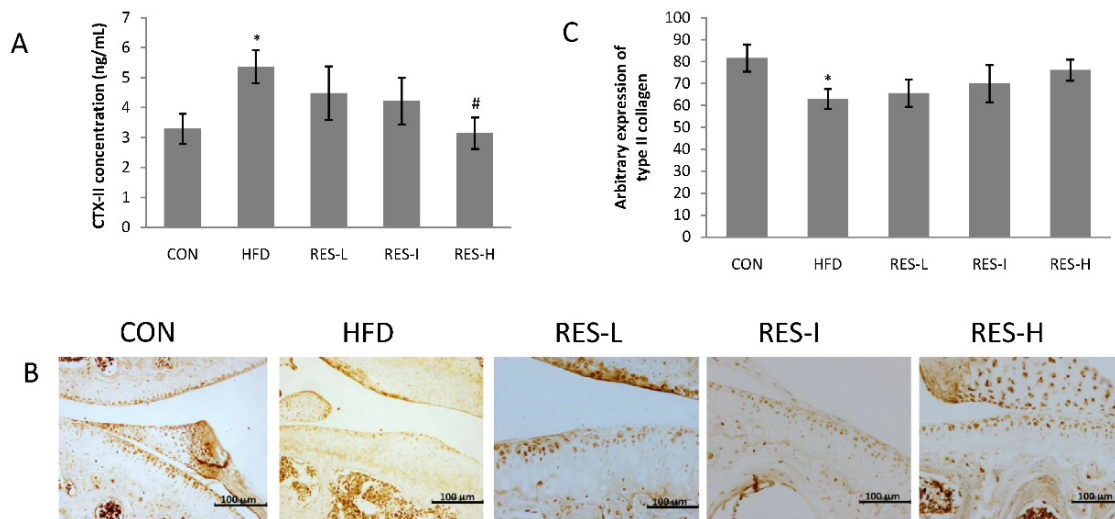 A
CTX-II concentration (ng/mL)
7
6
5
4
3
2
1
0
*
#
CON HFD RES-L RES-I RES-H
C
Arbitrary expression of
type II collagen
100
90
80
70
60
50
40
30
20
10
0
*
CON HFD RES-L RES-I RES-H
B
CON HFD RES-L RES-I RES-H
100 µm 100 µm 100 µm 100 µm 100 µm